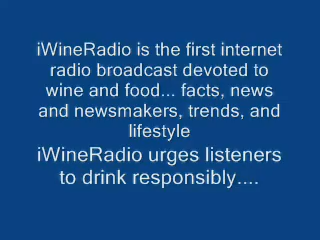 iWineRadio is the first internet
radio broadcast devoted to
wine and food... facts, news
and newsmakers, trends, and
lifestyle
iWineRadio urges listeners
to drink responsibly....